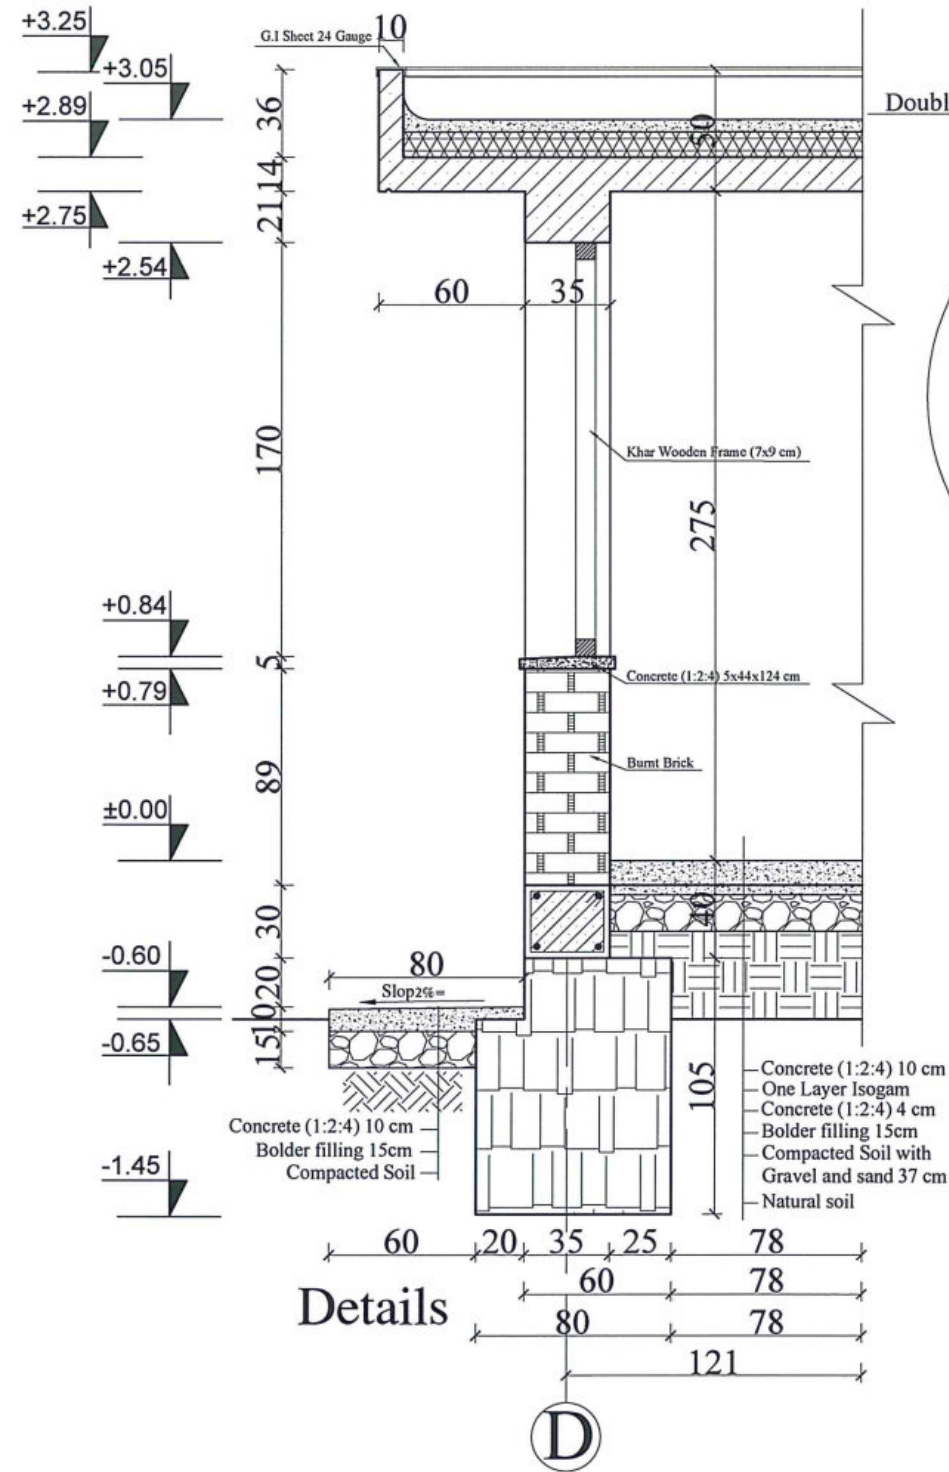 +3.25
10
G.I Sheet 24 Gauge
+3.05
+2.89
Doubl
36
50
14
+2.75
21
+2.54
60
35
170
Khar Wooden Frame (7x9 cm)
275
+0.84
5
Concrete (1:2:4) 5x44x124 cm
+0.79
Burnt Brick
89
±0.00
30
40
-0.60
80
20
Slop2%=
10
-0.65
15
105
Concrete (1:2:4) 10 cm
One Layer Isogam
Concrete (1:2:4) 4 cm
Bolder filling 15cm
Compacted Soil with
Gravel and sand 37 cm
Natural soil
Concrete (1:2:4) 10 cm
Bolder filling 15cm
Compacted Soil
-1.45
60 20 35 25 78
60 78
Details
80 78
121
D